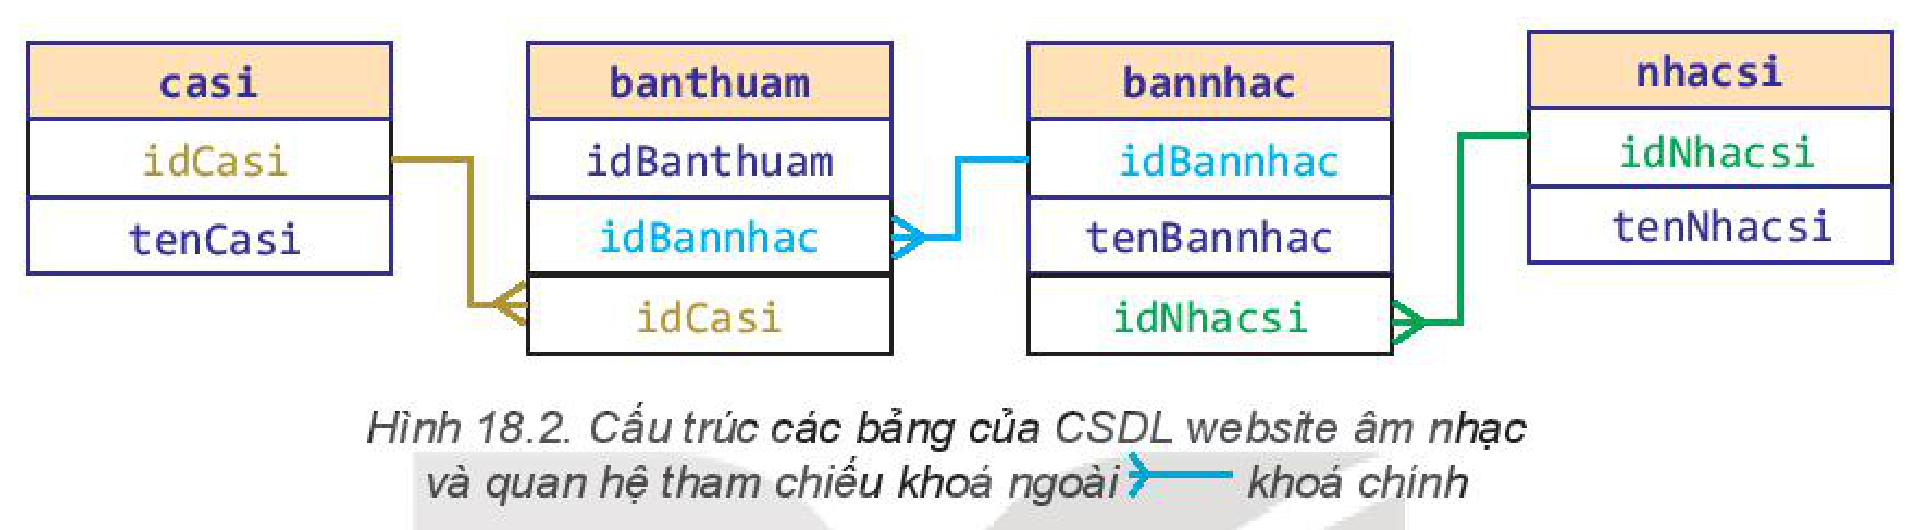 casi
idCasi
tenCasi
banthuam
idBanthuam
idBannhac
idCasi
bannhac
idBannhac
tenBannhac
idNhacsi
nhacsi
idNhacsi
tenNhacsi
Hình 18.2. Cấu trúc các bảng của CSDL website âm nhạc
và quan hệ tham chiếu khoá ngoài khoá chính